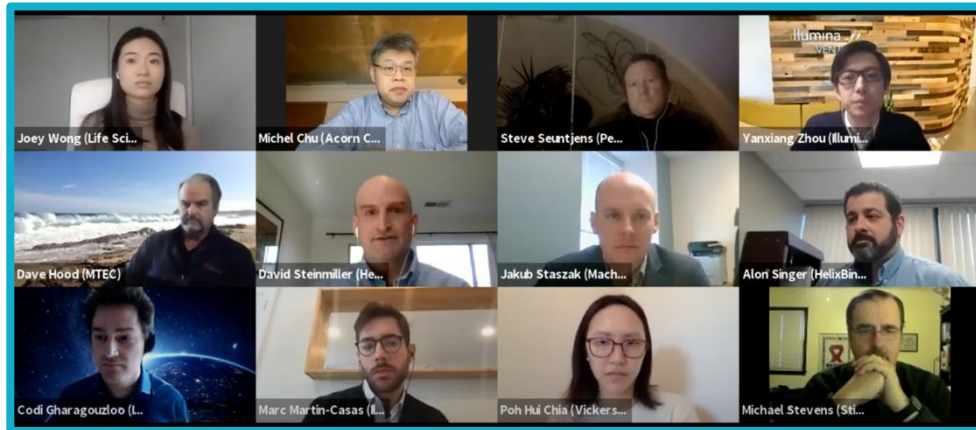 Illumina
VENT
Joey Wong (Life Sci...
Michel Chu (Acorn C...
Steve Seuntjens (Pe...
Yanxiang Zhou (Illumi...
Dave Hood (MTEC)
David Steinmiller (He...
Jakub Staszak (Mach...
Alon Singer (HelixBin...
Codi Gharagouzloo (I...
Marc Martin-Casas (Il...
Poh Hui Chia (Vickers...
Michael Stevens (Sti...